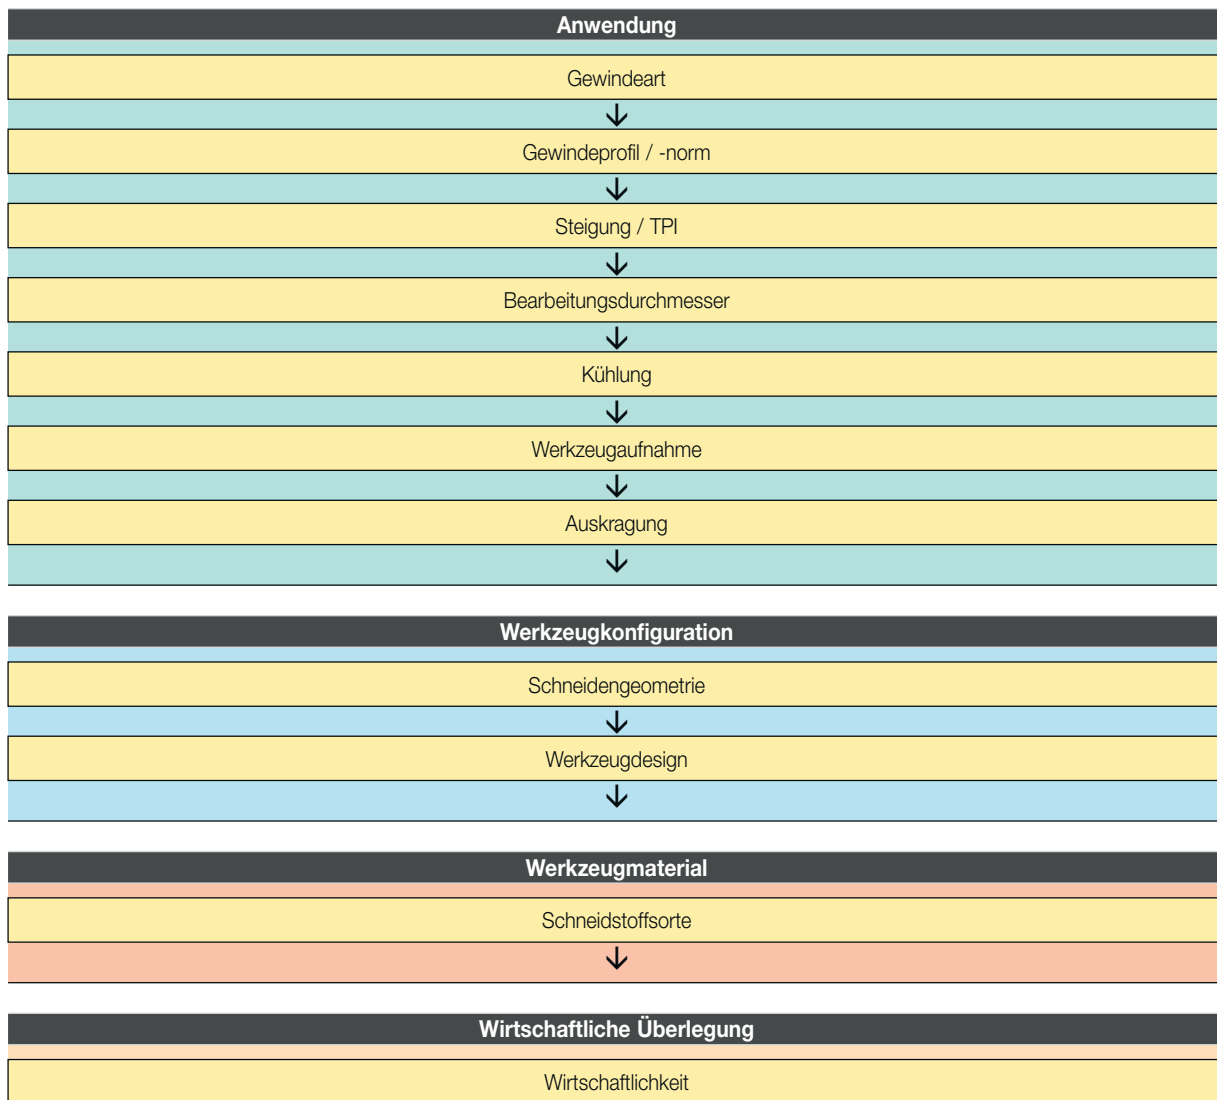 Anwendung
Gewindeart
Gewindeprofil / -norm
Steigung / TPI
Bearbeitungsdurchmesser
Kühlung
Werkzeugaufnahme
Auskragung
Werkzeugkonfiguration
Schneidengeometrie
Werkzeugdesign
Werkzeugmaterial
Schneidstoffsorte
Wirtschaftliche Überlegung
Wirtschaftlichkeit